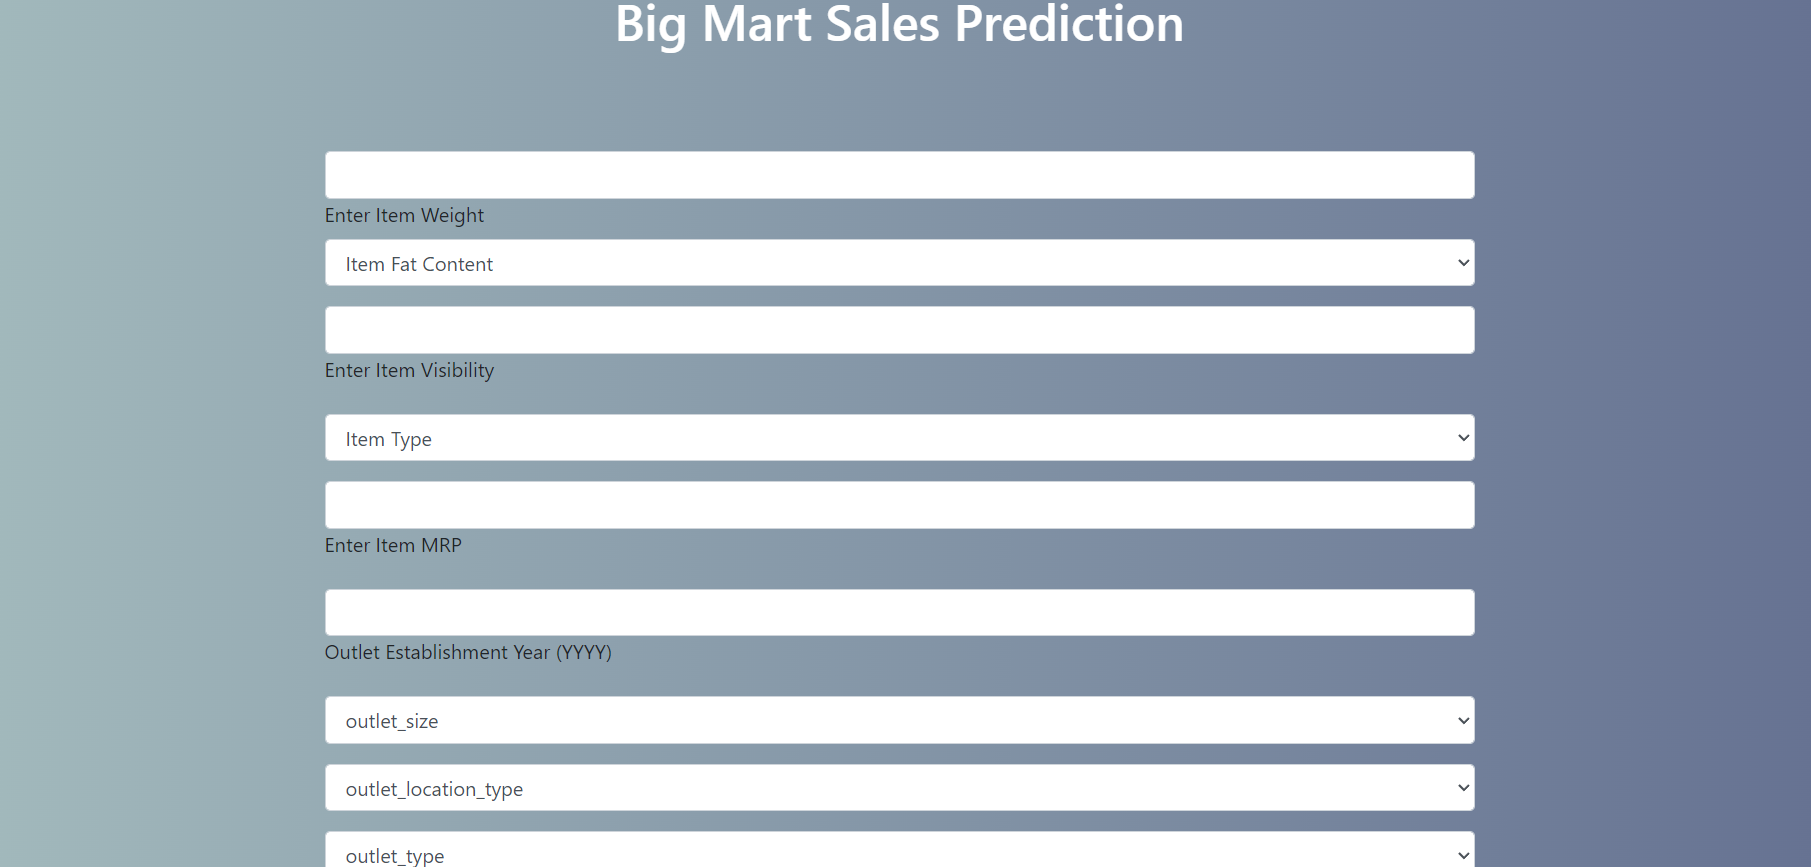 Big Mart Sales Prediction
Enter Item Weight
Item Fat Content
Enter Item Visibility
Item Type
Enter Item MRP
Outlet Establishment Year (YYYY)
outlet_size
outlet_location_type
outlet_type